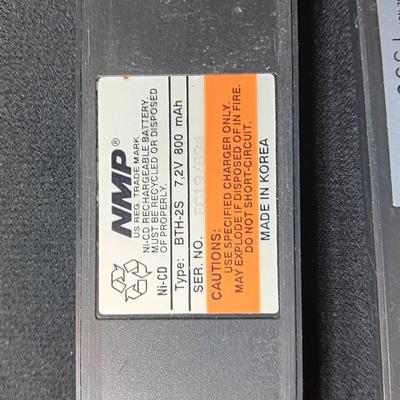 NMP®
US REG. TRADE MARK
NI-CD RECHARGEABLE BATTERY.
MUST BE RECYCLED OR DISPOSED
OF PROPERLY.
Ni-CD
Type: BTH-2S 7,2V 800 mAh
SER. NO.
CAUTIONS:
USE SPECIFIED CHARGER ONLY.
MAY EXPLODE IF DISPOSED OF IN FIRE.
DO NOT SHORT-CIRCUIT.
MADE IN KOREA